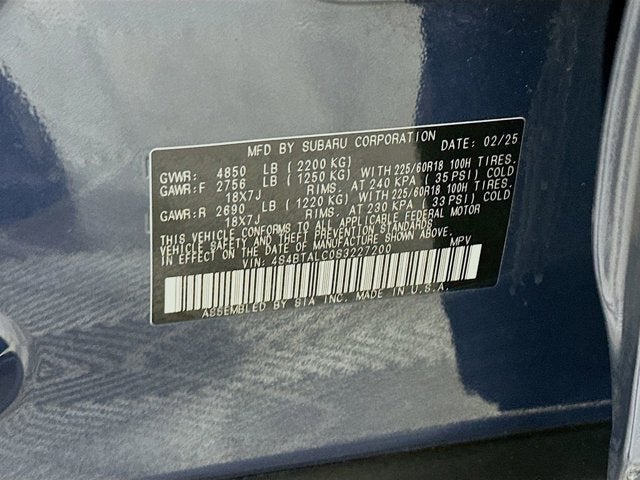 MFD BY SUBARU CORPORATION DATE: 02/25
GVWR: 4850 LB (2200 KG)
GAWR:F 2756 LB (1250 KG) WITH 225/60R18 100H TIRES.
18X7J RIMS. AT 240 KPA (35 PSI) COLD
GAWR:R 2690 LB (1220 KG) WITH 225/60R18 100H TIRES.
18X7J RIMS. AT 230 KPA (33 PSI) COLD
THIS VEHICLE CONFORMS TO ALL APPLICABLE FEDERAL MOTOR
VEHICLE SAFETY AND BUMPER STANDARDS IN EFFECT ON THE
DATE OF MANUFACTURE SHOWN ABOVE.
VIN: 4S4BTALC0S3227200 MPV
ASSEMBLED BY SIA INC. MADE IN U.S.A.